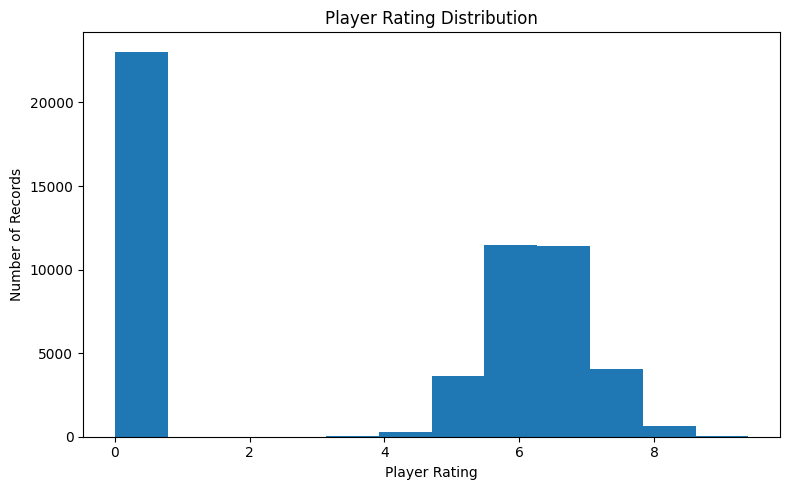 Player Rating Distribution
Number of Records
20000
15000
10000
5000
0
0 2 4 6 8
Player Rating